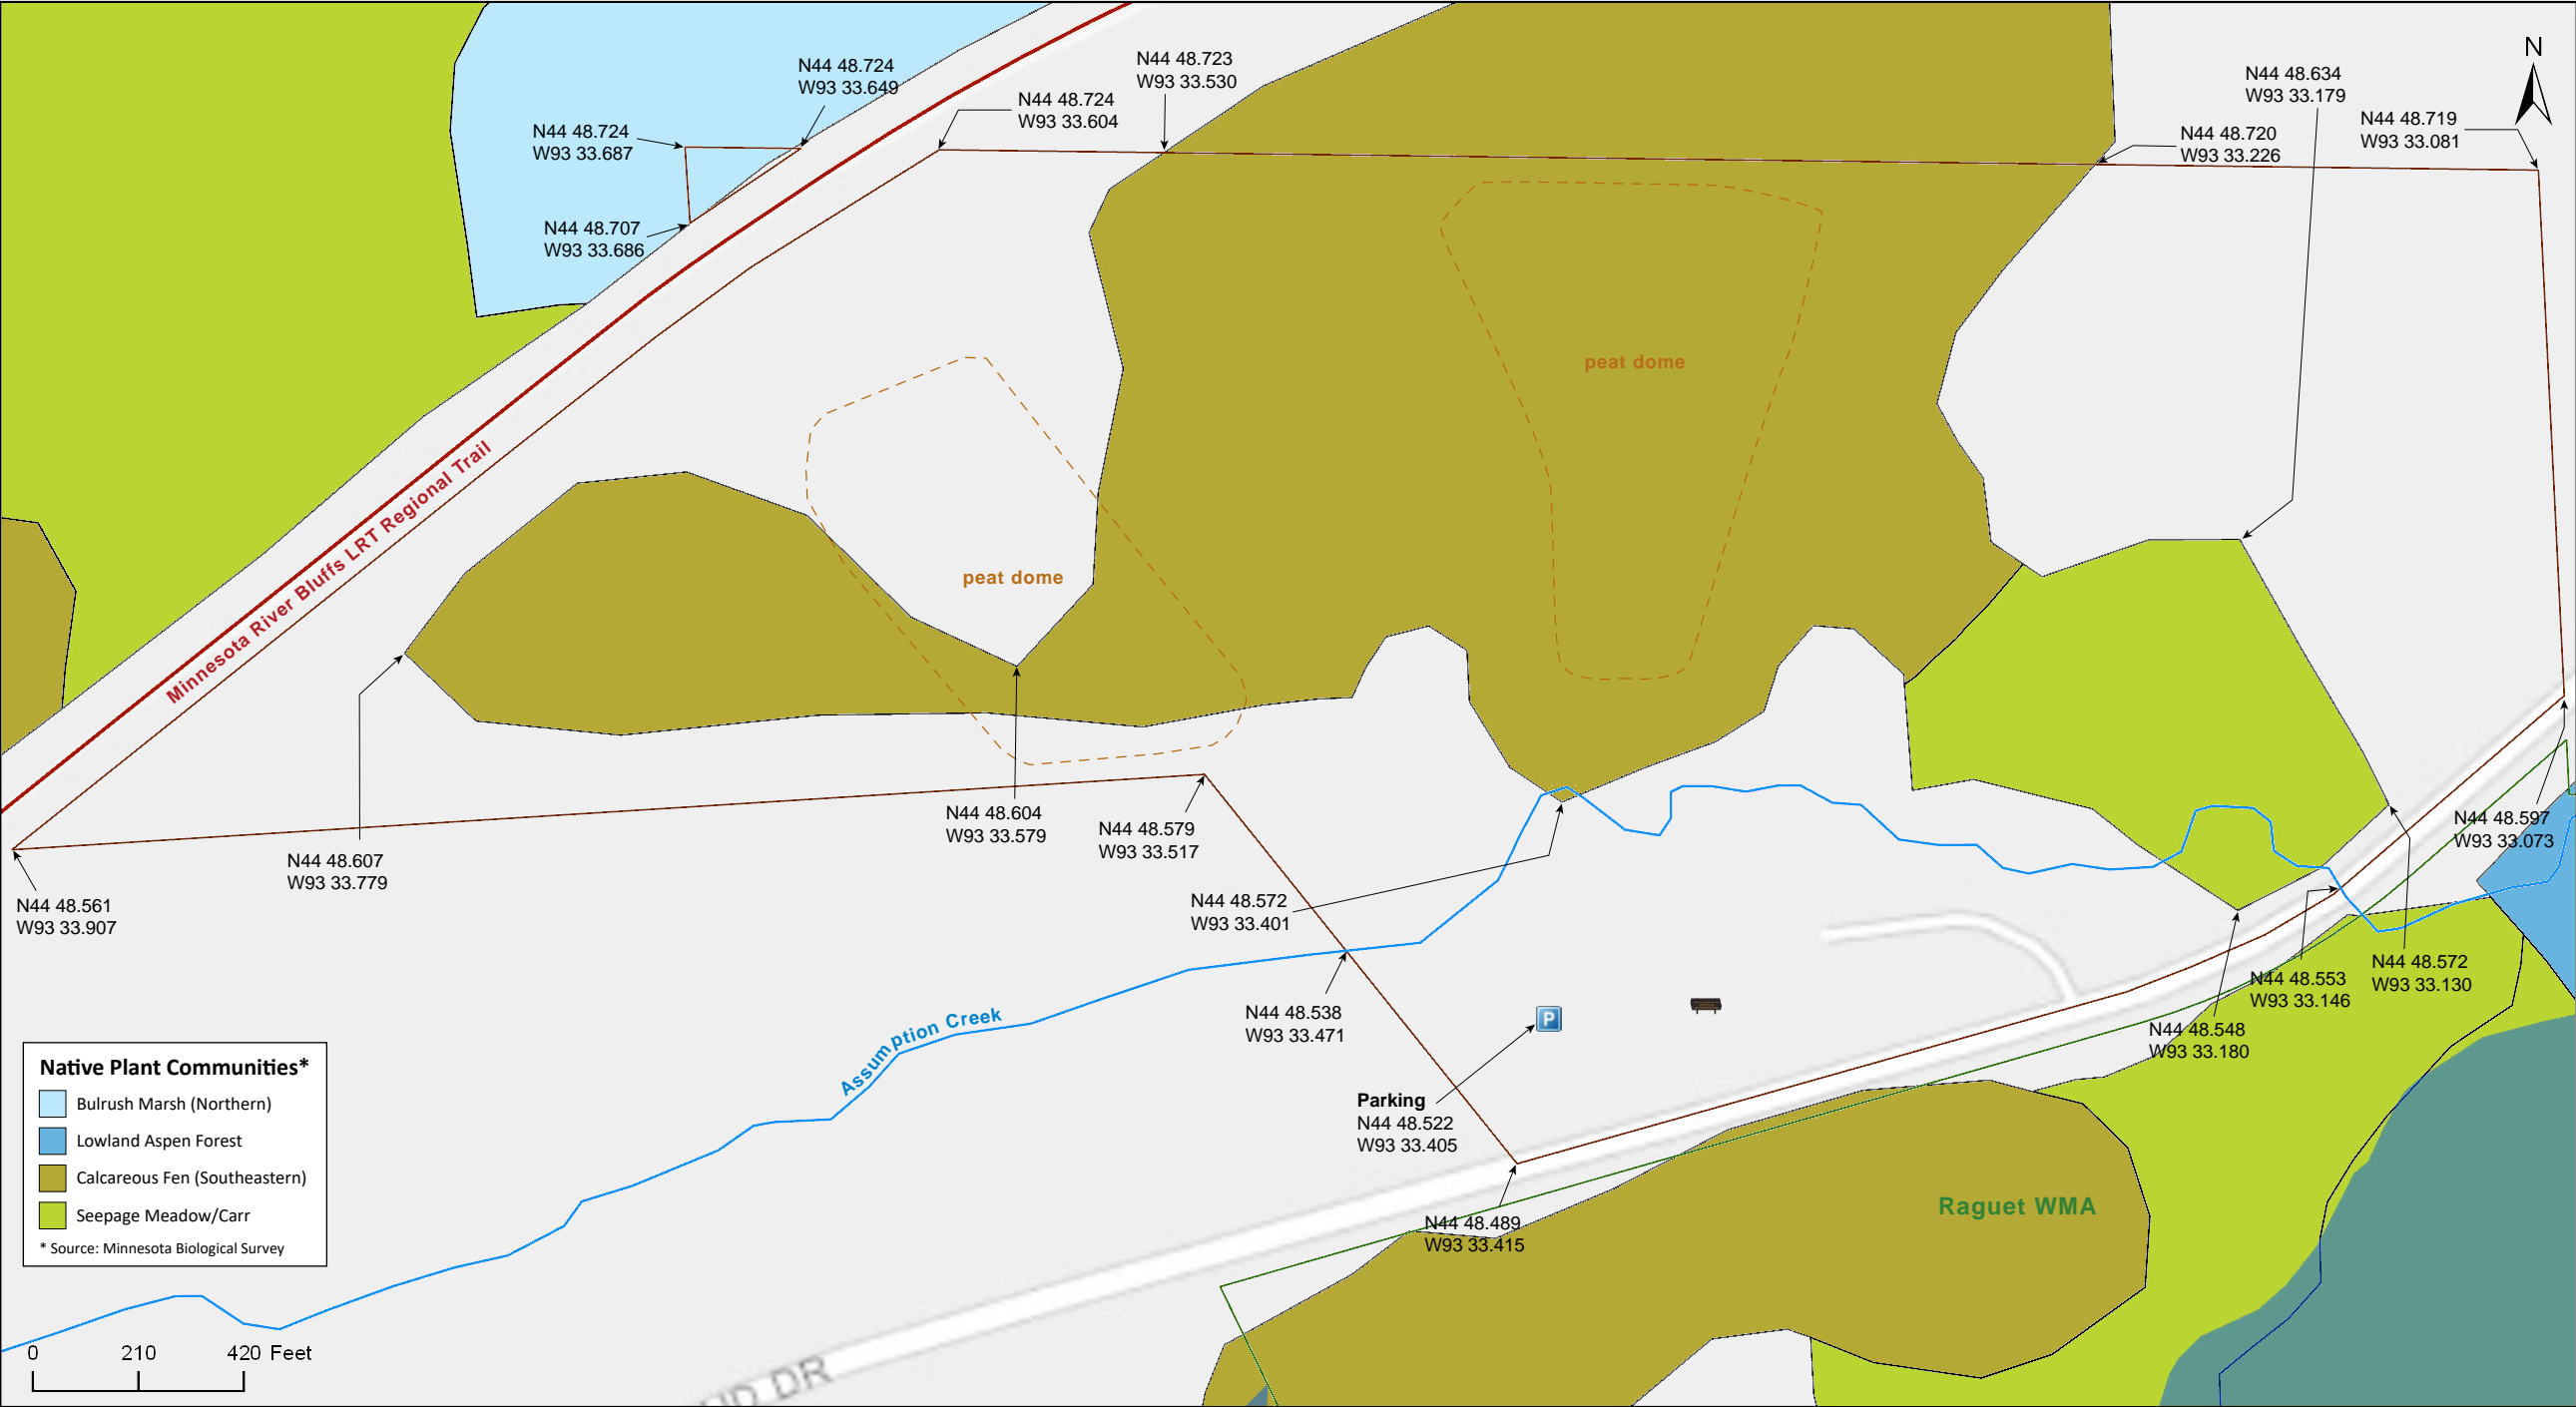 N44 48.724
W93 33.649
N44 48.723
W93 33.530
N
N44 48.634
W93 33.179
N44 48.724
W93 33.604
N44 48.719
W93 33.081
N44 48.724
W93 33.687
N44 48.720
W93 33.226
N44 48.707
W93 33.686
peat dome
Minnesota River Bluffs LRT Regional Trail
peat dome
N44 48.604
W93 33.579
N44 48.579
W93 33.517
N44 48.597
W93 33.073
N44 48.607
W93 33.779
N44 48.561
W93 33.907
N44 48.572
W93 33.401
N44 48.572
W93 33.130
N44 48.553
W93 33.146
N44 48.538
W93 33.471
Assumption Creek
P
N44 48.548
W93 33.180
Parking
N44 48.522
W93 33.405
N44 48.489
W93 33.415
Raguet WMA
Native Plant Communities*
Bulrush Marsh (Northern)
Lowland Aspen Forest
Calcareous Fen (Southeastern)
Seepage Meadow/Carr
* Source: Minnesota Biological Survey
0 210 420 Feet
DR